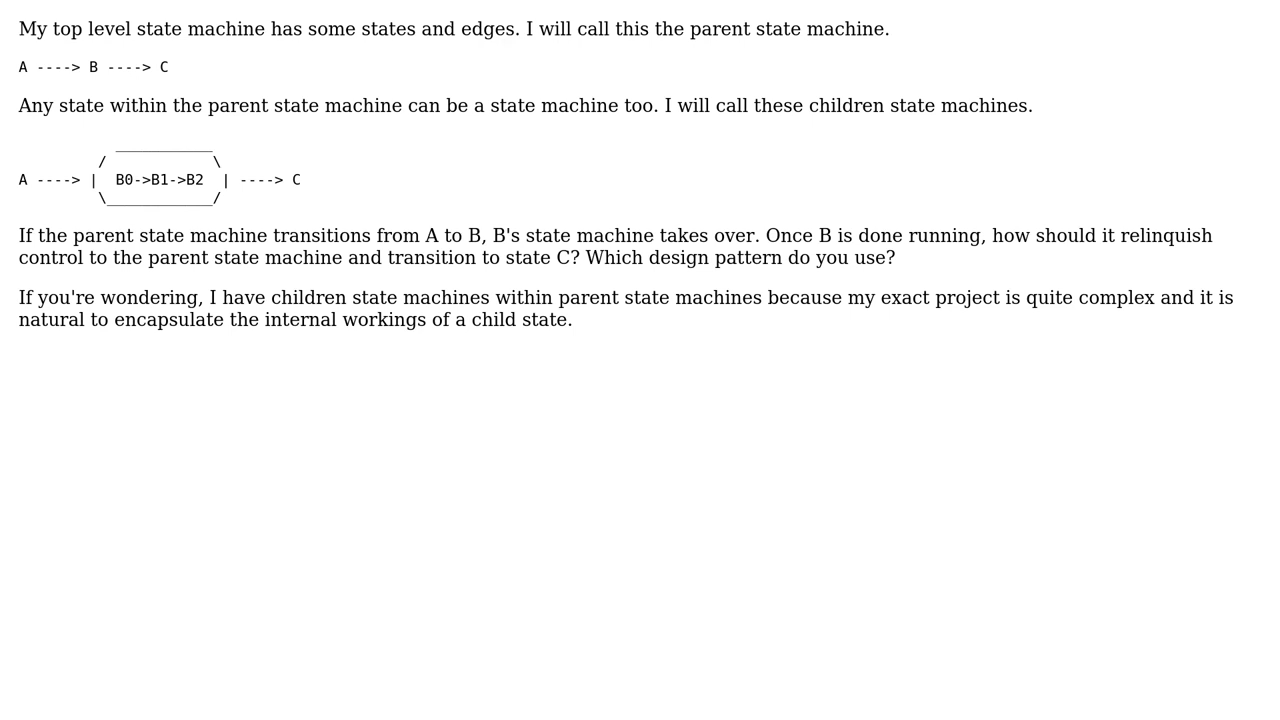 My top level state machine has some states and edges. I will call this the parent state machine.
A ----> B ----> C
Any state within the parent state machine can be a state machine too. I will call these children state machines.
           ___________
         /            \
A ----> |  B0->B1->B2  | ----> C
         \____________/
If the parent state machine transitions from A to B, B's state machine takes over. Once B is done running, how should it relinquish
control to the parent state machine and transition to state C? Which design pattern do you use?
If you're wondering, I have children state machines within parent state machines because my exact project is quite complex and it is
natural to encapsulate the internal workings of a child state.